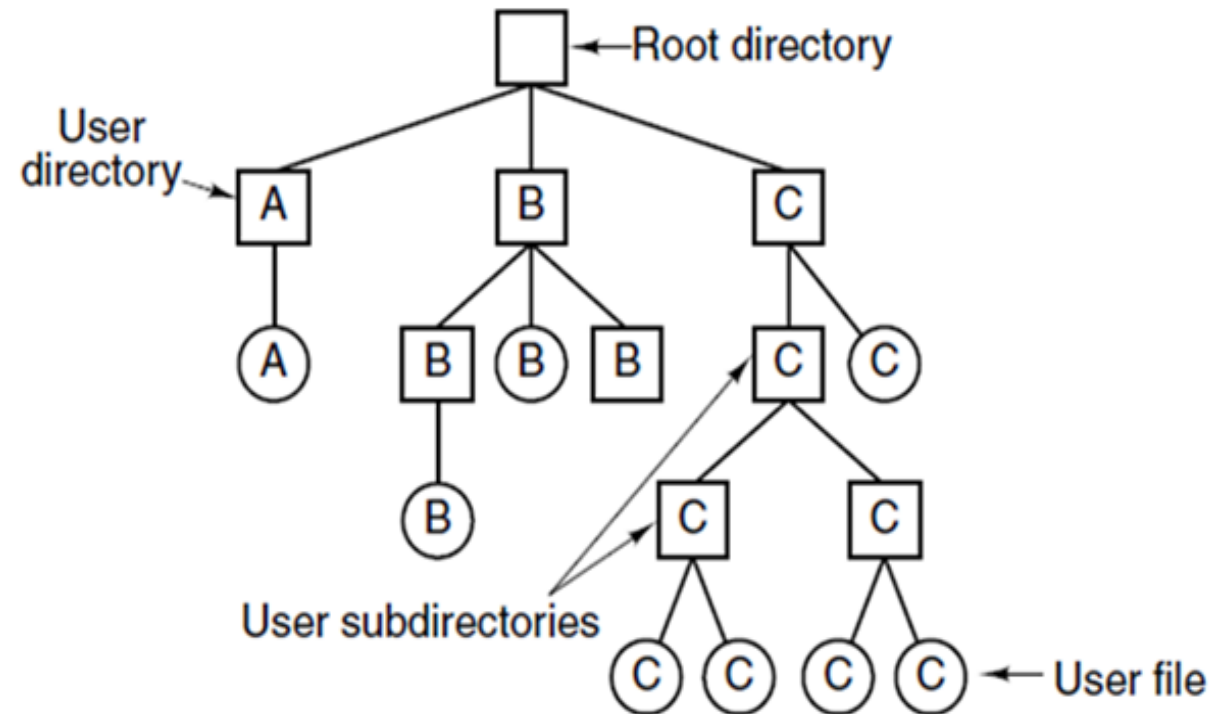 Root directory
User
directory
A B C
A B B B C C
B C C
User subdirectories
C C C C
User file